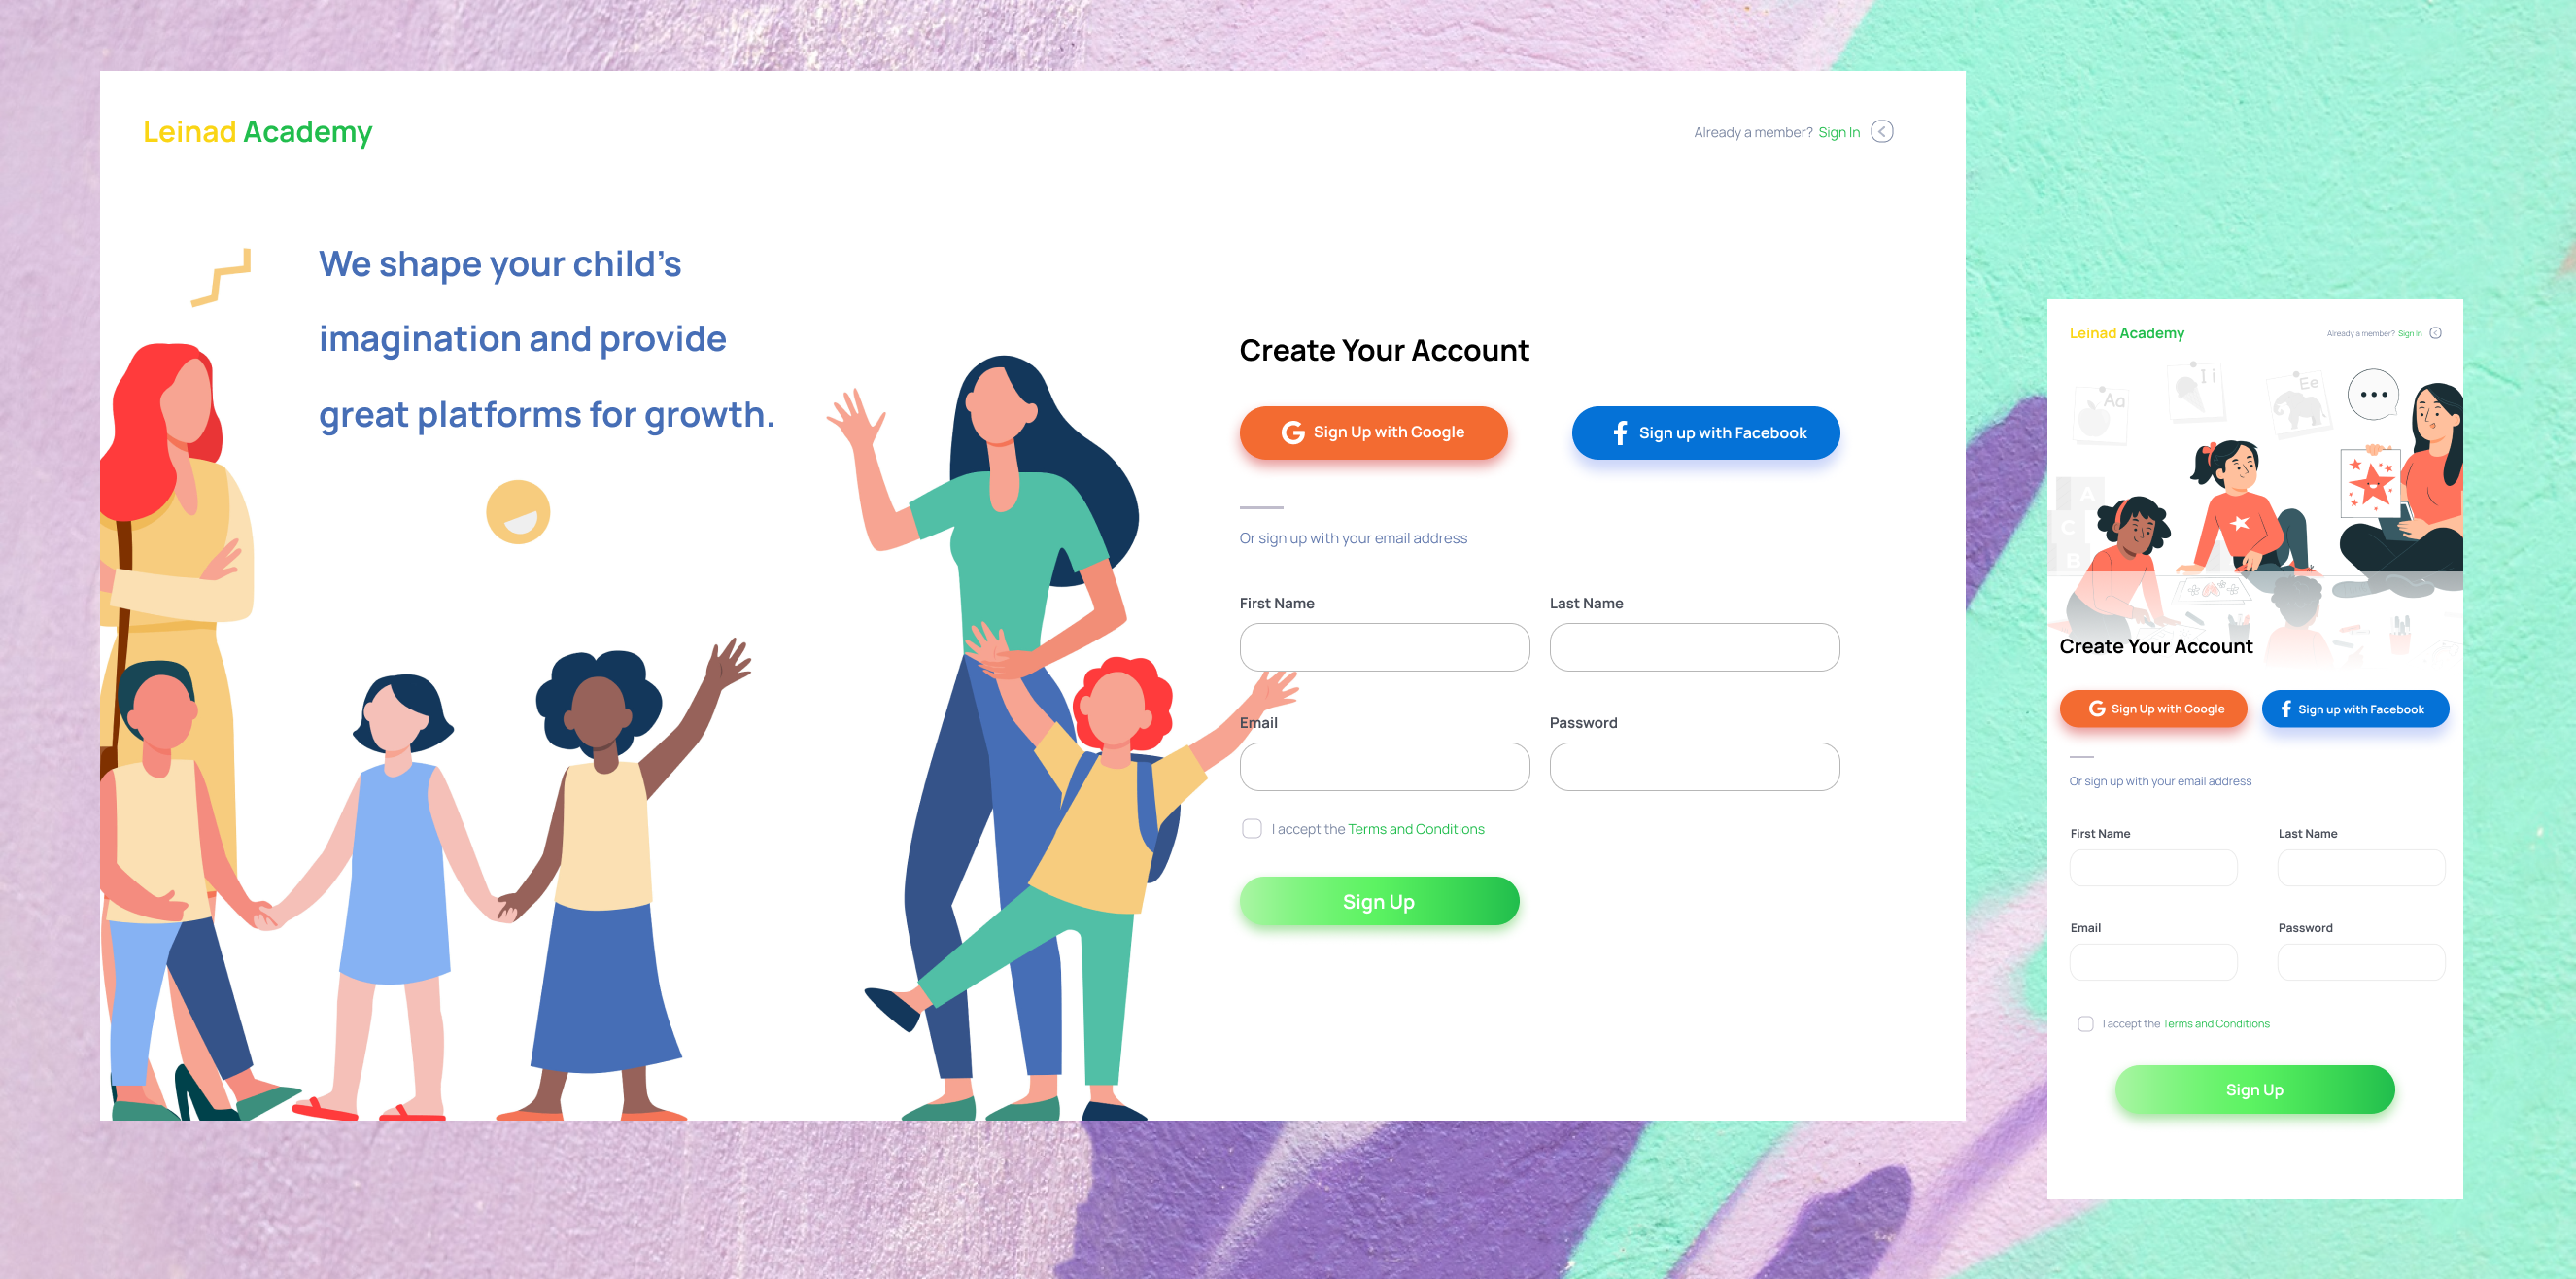 Leinad Academy
Already a member? Sign In
We shape your child's
imagination and provide
great platforms for growth.
Create Your Account
Sign Up with Google
Sign up with Facebook
Or sign up with your email address
First Name
Last Name
Email
Password
I accept the Terms and Conditions
Sign Up
Leinad Academy
Already a member? Sign In
Aa
I i
Ee
A
C
B
Create Your Account
Sign Up with Google
Sign up with Facebook
Or sign up with your email address
First Name
Last Name
Email
Password
I accept the Terms and Conditions
Sign Up